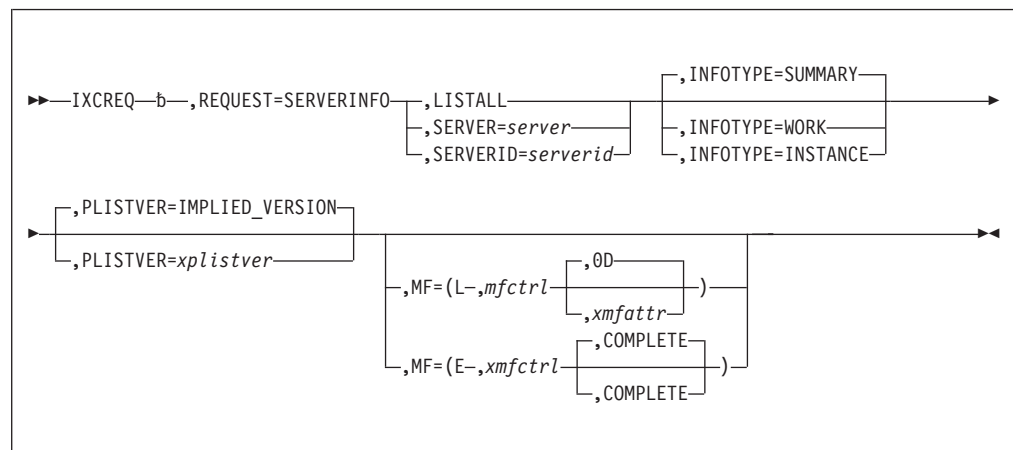 ,INFOTYPE=SUMMARY
IXCREQ ␢ ,REQUEST=SERVERINFO ,LISTALL
,SERVER=server ,INFOTYPE=WORK
,SERVERID=serverid ,INFOTYPE=INSTANCE
,PLISTVER=IMPLIED_VERSION
,PLISTVER=xplistver
,0D
,MF=(L ,mfctrl )
,xmfattr
,COMPLETE
,MF=(E ,xmfctrl )
,COMPLETE